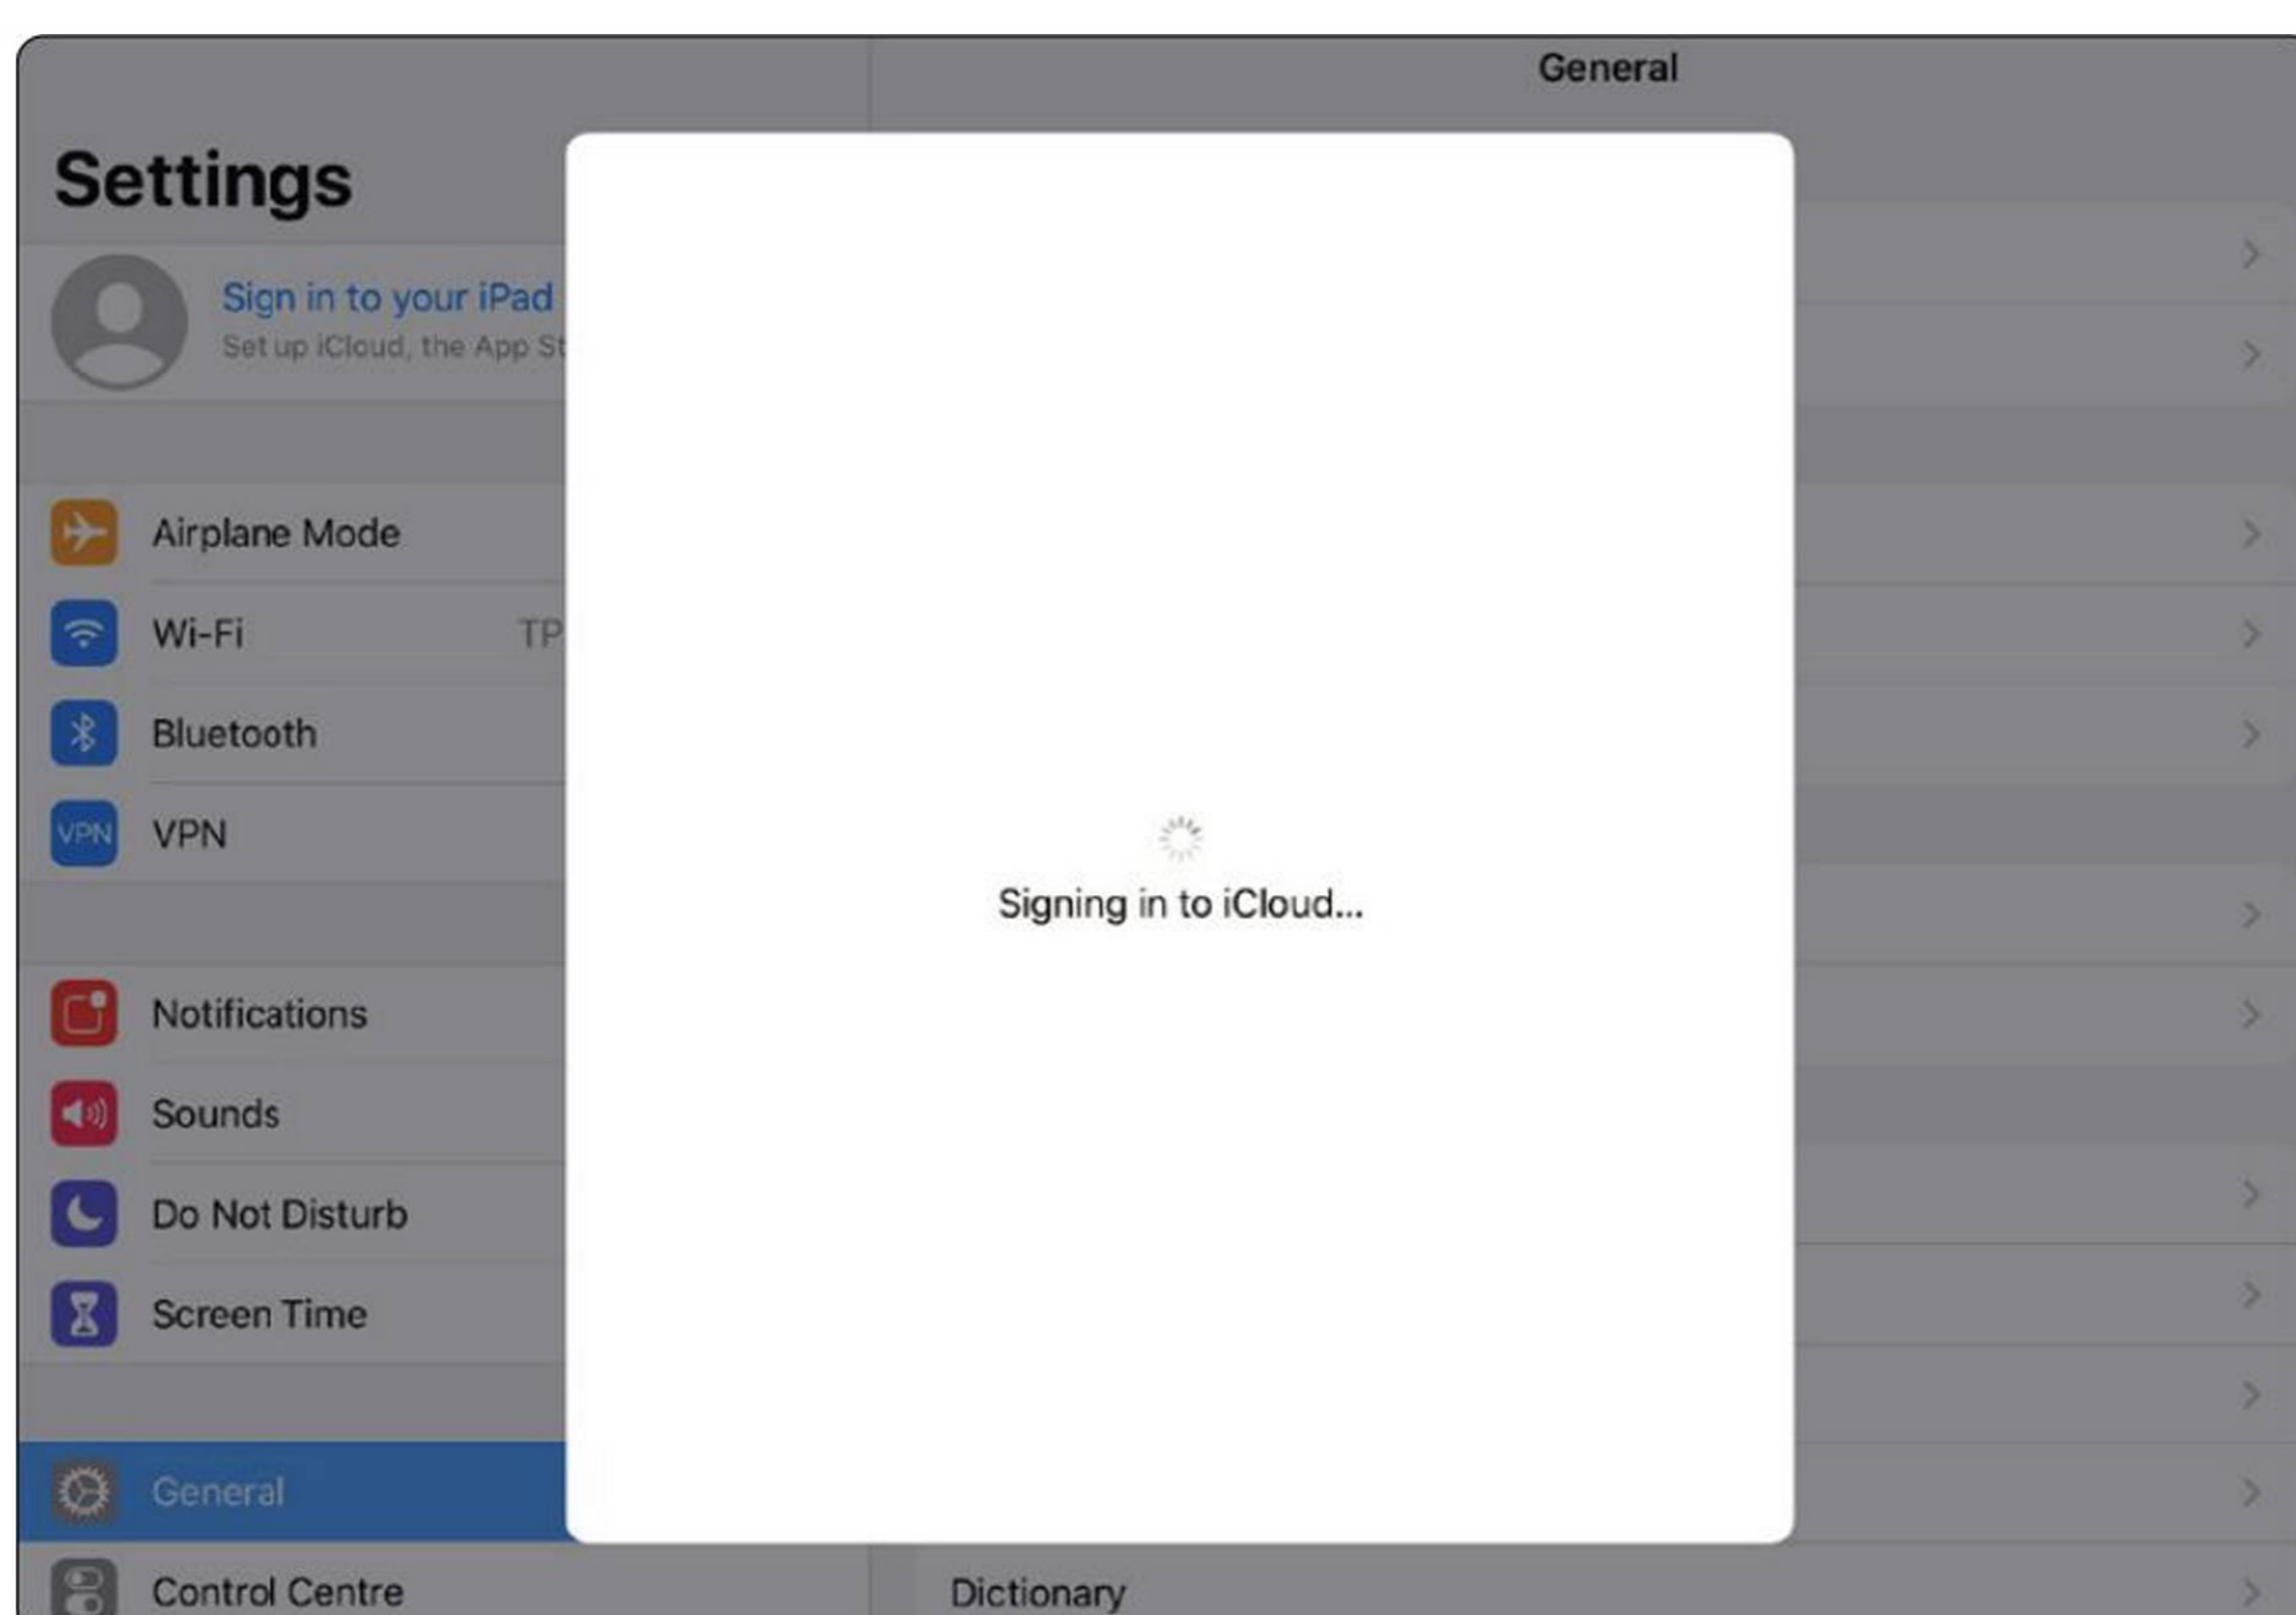 General
Settings
Sign in to your iPad
Set up iCloud, the App St
Airplane Mode
Wi-Fi TP
Bluetooth
VPN VPN
Signing in to iCloud...
Notifications
Sounds
Do Not Disturb
Screen Time
General
Control Centre
Dictionary